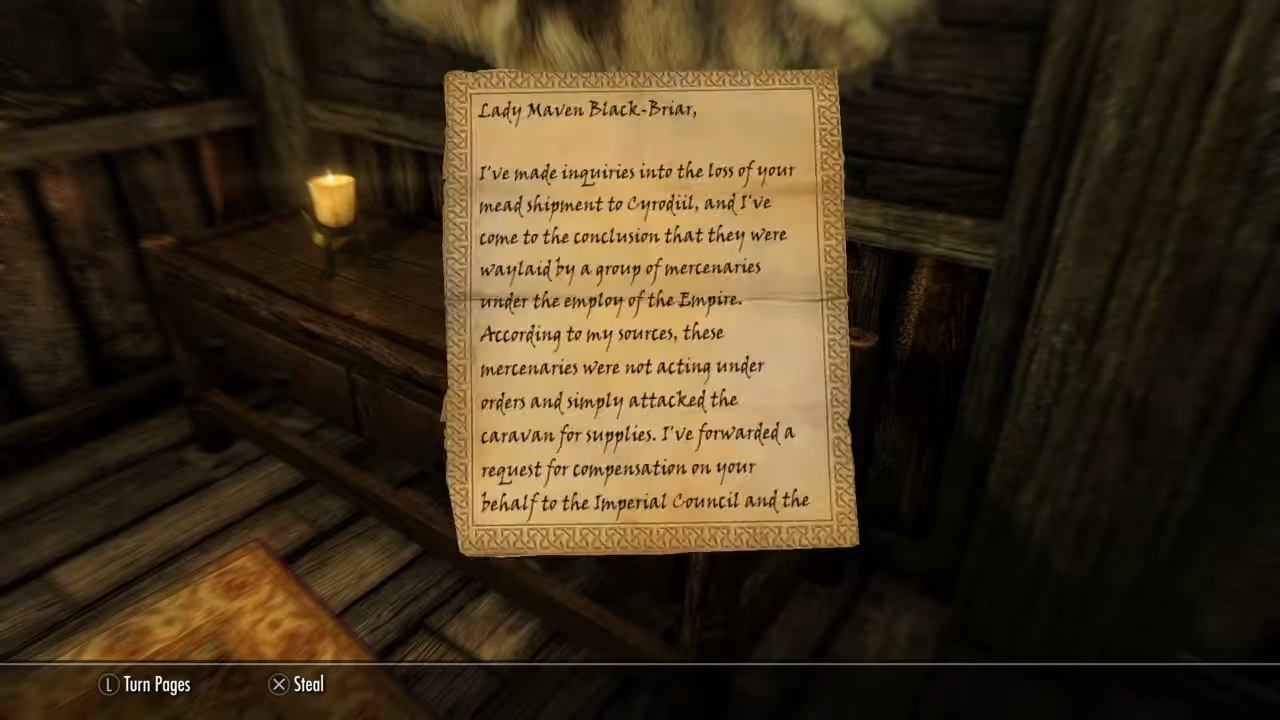 Lady Maven Black-Briar,
I've made inquiries into the loss of your
mead shipment to Cyrodiil, and I've
come to the conclusion that they were
waylaid by a group of mercenaries
under the employ of the Empire.
According to my sources, these
mercenaries were not acting under
orders and simply attacked the
caravan for supplies. I've forwarded a
request for compensation on your
behalf to the Imperial Council and the
L Turn Pages
X Steal